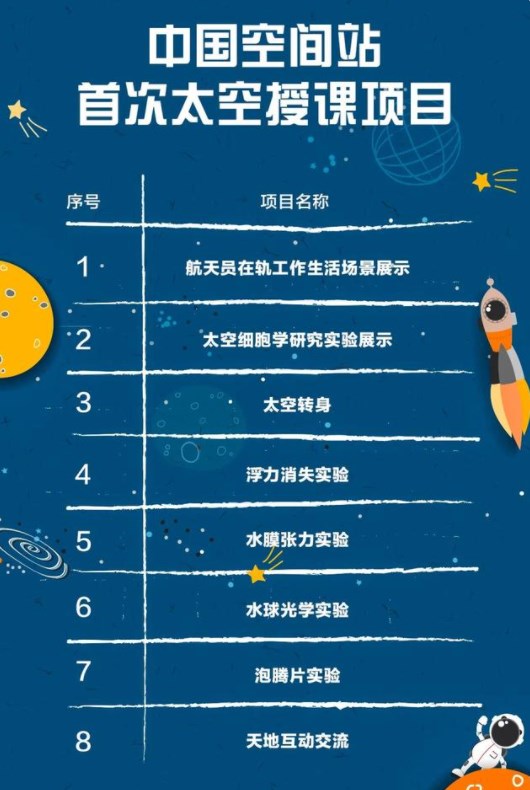 中国空间站
首次太空授课项目
序号 项目名称
1 航天员在轨工作生活场景展示
2 太空细胞学研究实验展示
3 太空转身
4 浮力消失实验
5 水膜张力实验
6 水球光学实验
7 泡腾片实验
8 天地互动交流